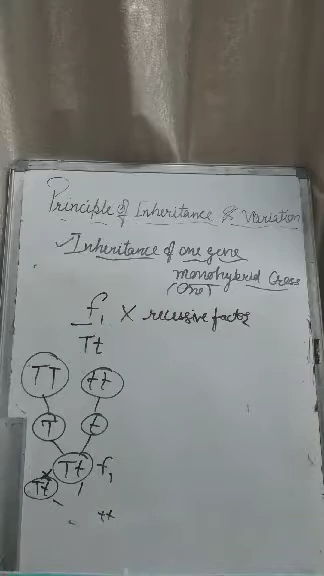 Principle of Inheritance & Variation
Inheritance of one gene
monohybrid Cross
(One)
f₁ X recessive factor
Tt
TT tt
T t
Tt f₁
Tt
tt